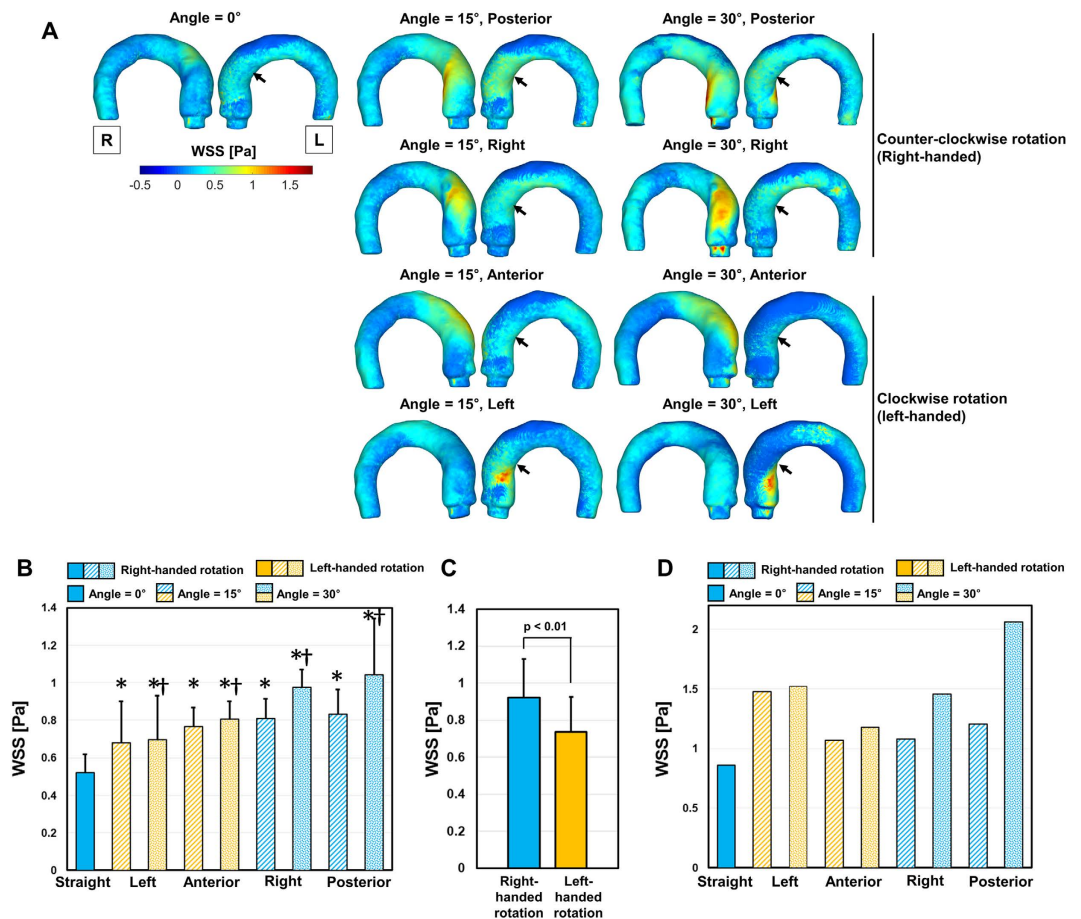 A
Angle = 0°
Angle = 15°, Posterior
Angle = 30°, Posterior
R
L
WSS [Pa]
-0.5 0 0.5 1 1.5
Angle = 15°, Right
Angle = 30°, Right
Counter-clockwise rotation
(Right-handed)
Angle = 15°, Anterior
Angle = 30°, Anterior
Angle = 15°, Left
Angle = 30°, Left
Clockwise rotation
(left-handed)
B
Right-handed rotation
Left-handed rotation
Angle = 0°
Angle = 15°
Angle = 30°
WSS [Pa]
1.4
1.2
1
0.8
0.6
0.4
0.2
0
* *† * *† * *† * *†
Straight Left Anterior Right Posterior
C
WSS [Pa]
1.4
1.2
1
0.8
0.6
0.4
0.2
0
p < 0.01
Right-
handed
rotation
Left-
handed
rotation
D
Right-handed rotation
Left-handed rotation
Angle = 0°
Angle = 15°
Angle = 30°
WSS [Pa]
2
1.5
1
0.5
0
Straight Left Anterior Right Posterior